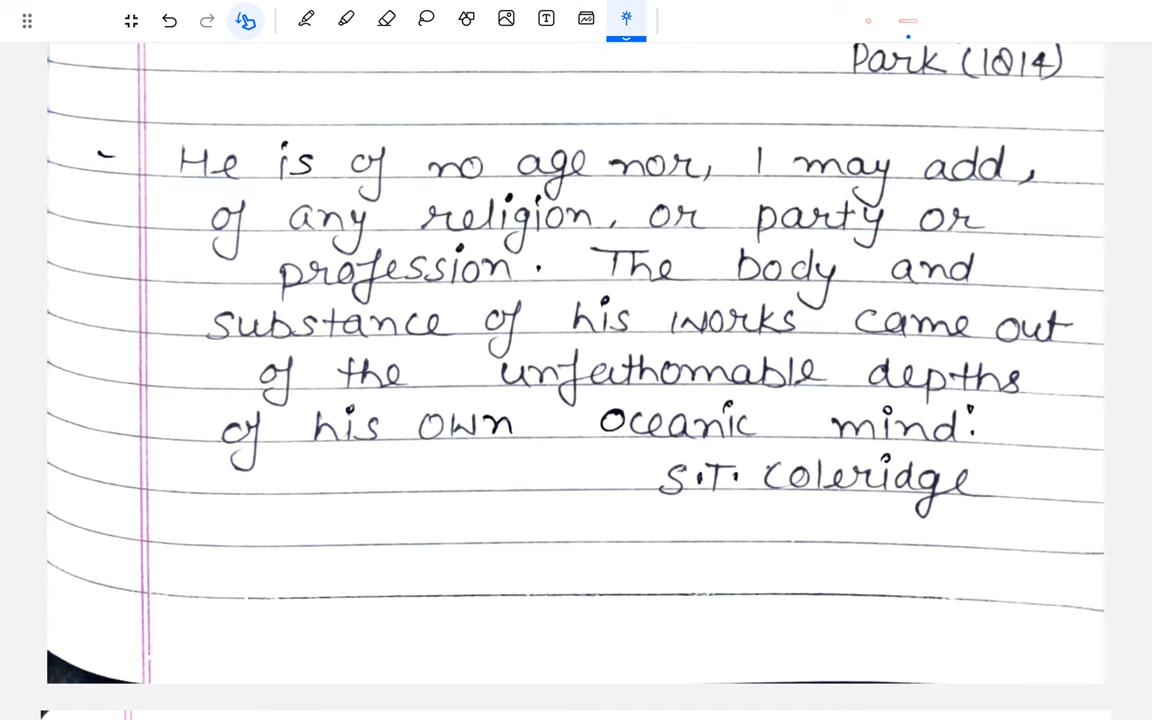 Park (1814)
- He is of no age nor, I may add,
of any religion, or party or
profession. The body and
substance of his works came out
of the unfathomable depths
of his own oceanic mind:
S.T. Coleridge